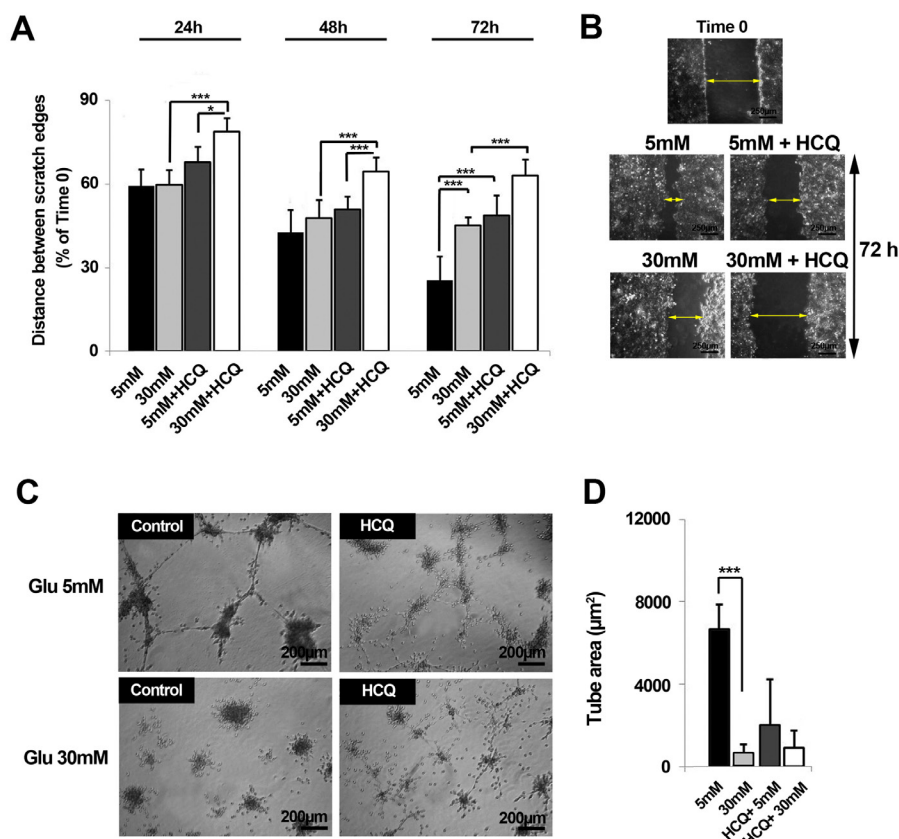 A
24h 48h 72h
Distance between scratch edges
(% of Time 0)
90
60
30
0
*** * *** *** *** *** ***
5mM 30mM 5mM+HCQ 30mM+HCQ 5mM 30mM 5mM+HCQ 30mM+HCQ 5mM 30mM 5mM+HCQ 30mM+HCQ
B
Time 0
250µm
5mM 5mM + HCQ
250µm 250µm
30mM 30mM + HCQ
250µm 250µm
72 h
C
Control HCQ
Glu 5mM
200µm 200µm
Control HCQ
Glu 30mM
200µm 200µm
D
Tube area (µm²)
12000
8000
4000
0
***
5mM 30mM HCQ+ 5mM HCQ+ 30mM